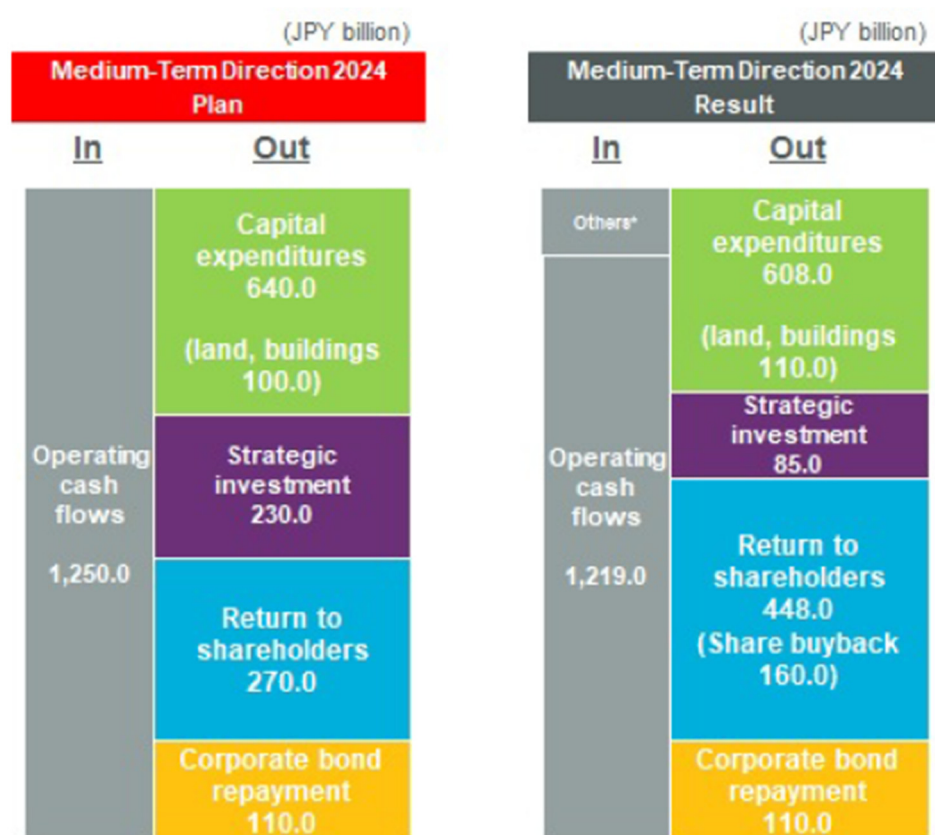 (JPY billion)
Medium-Term Direction 2024
Plan
In Out
Capital
expenditures
640.0
(land, buildings
100.0)
Operating
cash
flows
1,250.0
Strategic
investment
230.0
Return to
shareholders
270.0
Corporate bond
repayment
110.0
(JPY billion)
Medium-Term Direction 2024
Result
In Out
Others*
Capital
expenditures
608.0
(land, buildings
110.0)
Operating
cash
flows
1,219.0
Strategic
investment
85.0
Return to
shareholders
448.0
(Share buyback
160.0)
Corporate bond
repayment
110.0